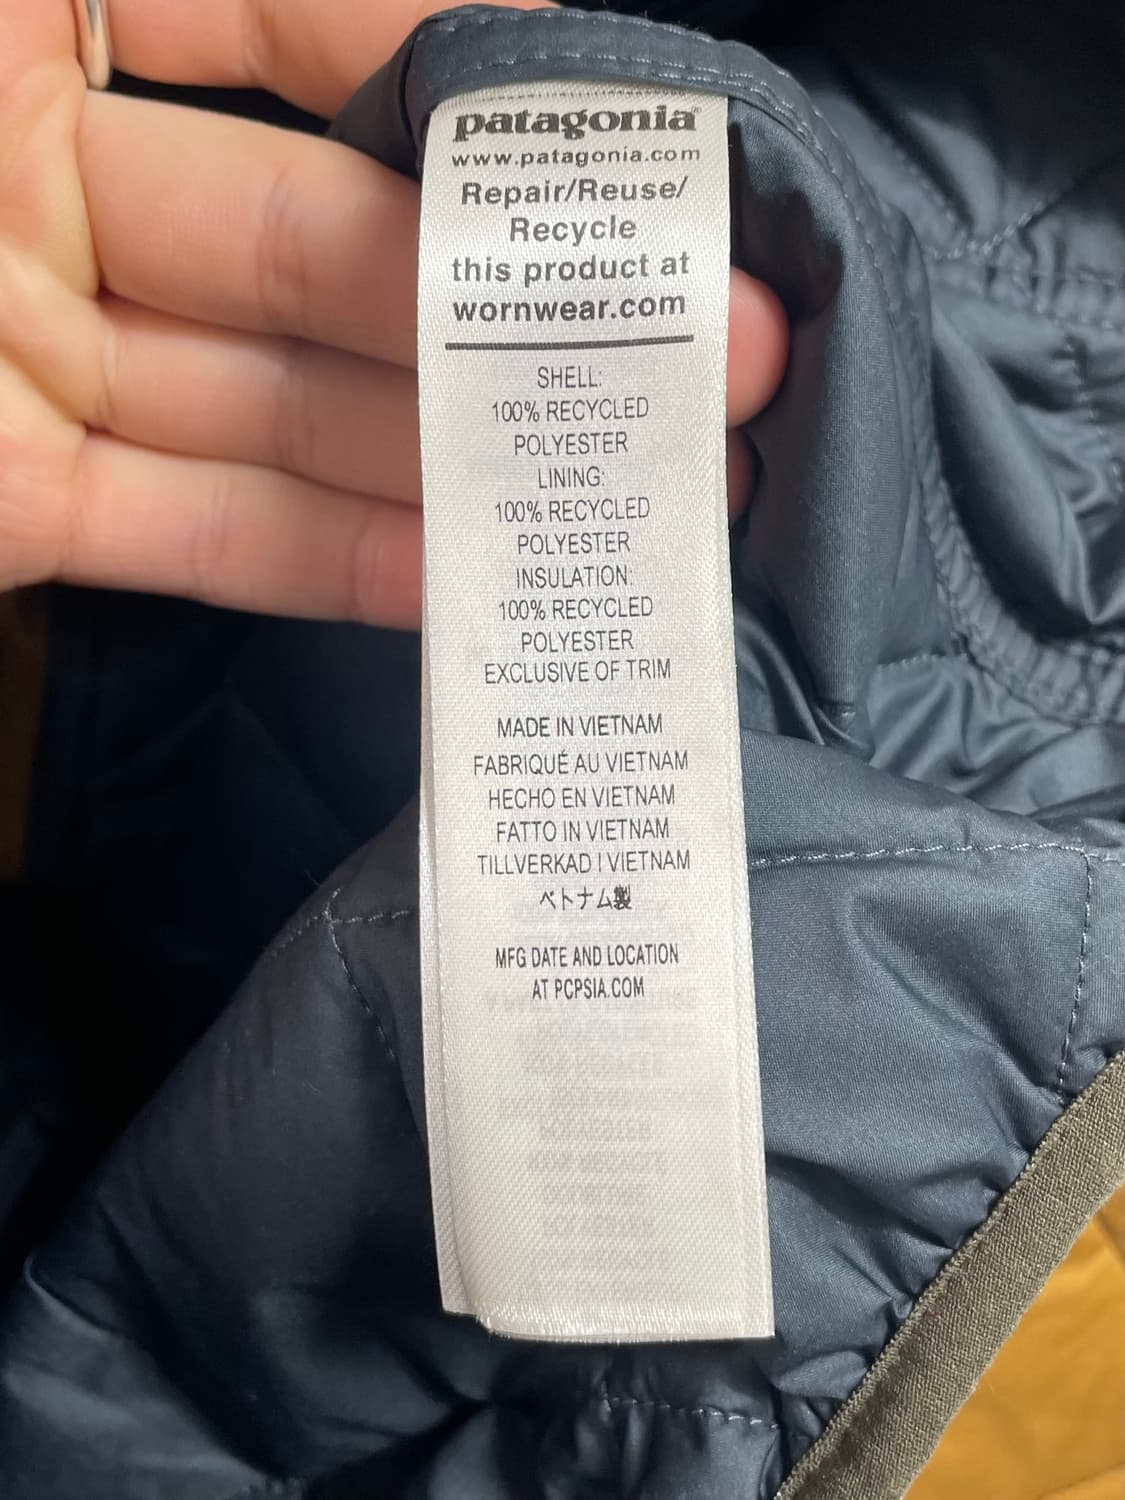 patagonia®
www.patagonia.com
Repair/Reuse/
Recycle
this product at
wornwear.com
SHELL:
100% RECYCLED
POLYESTER
LINING:
100% RECYCLED
POLYESTER
INSULATION:
100% RECYCLED
POLYESTER
EXCLUSIVE OF TRIM
MADE IN VIETNAM
FABRIQUÉ AU VIETNAM
HECHO EN VIETNAM
FATTO IN VIETNAM
TILLVERKAD I VIETNAM
ベトナム製
MFG DATE AND LOCATION
AT PCPSIA.COM